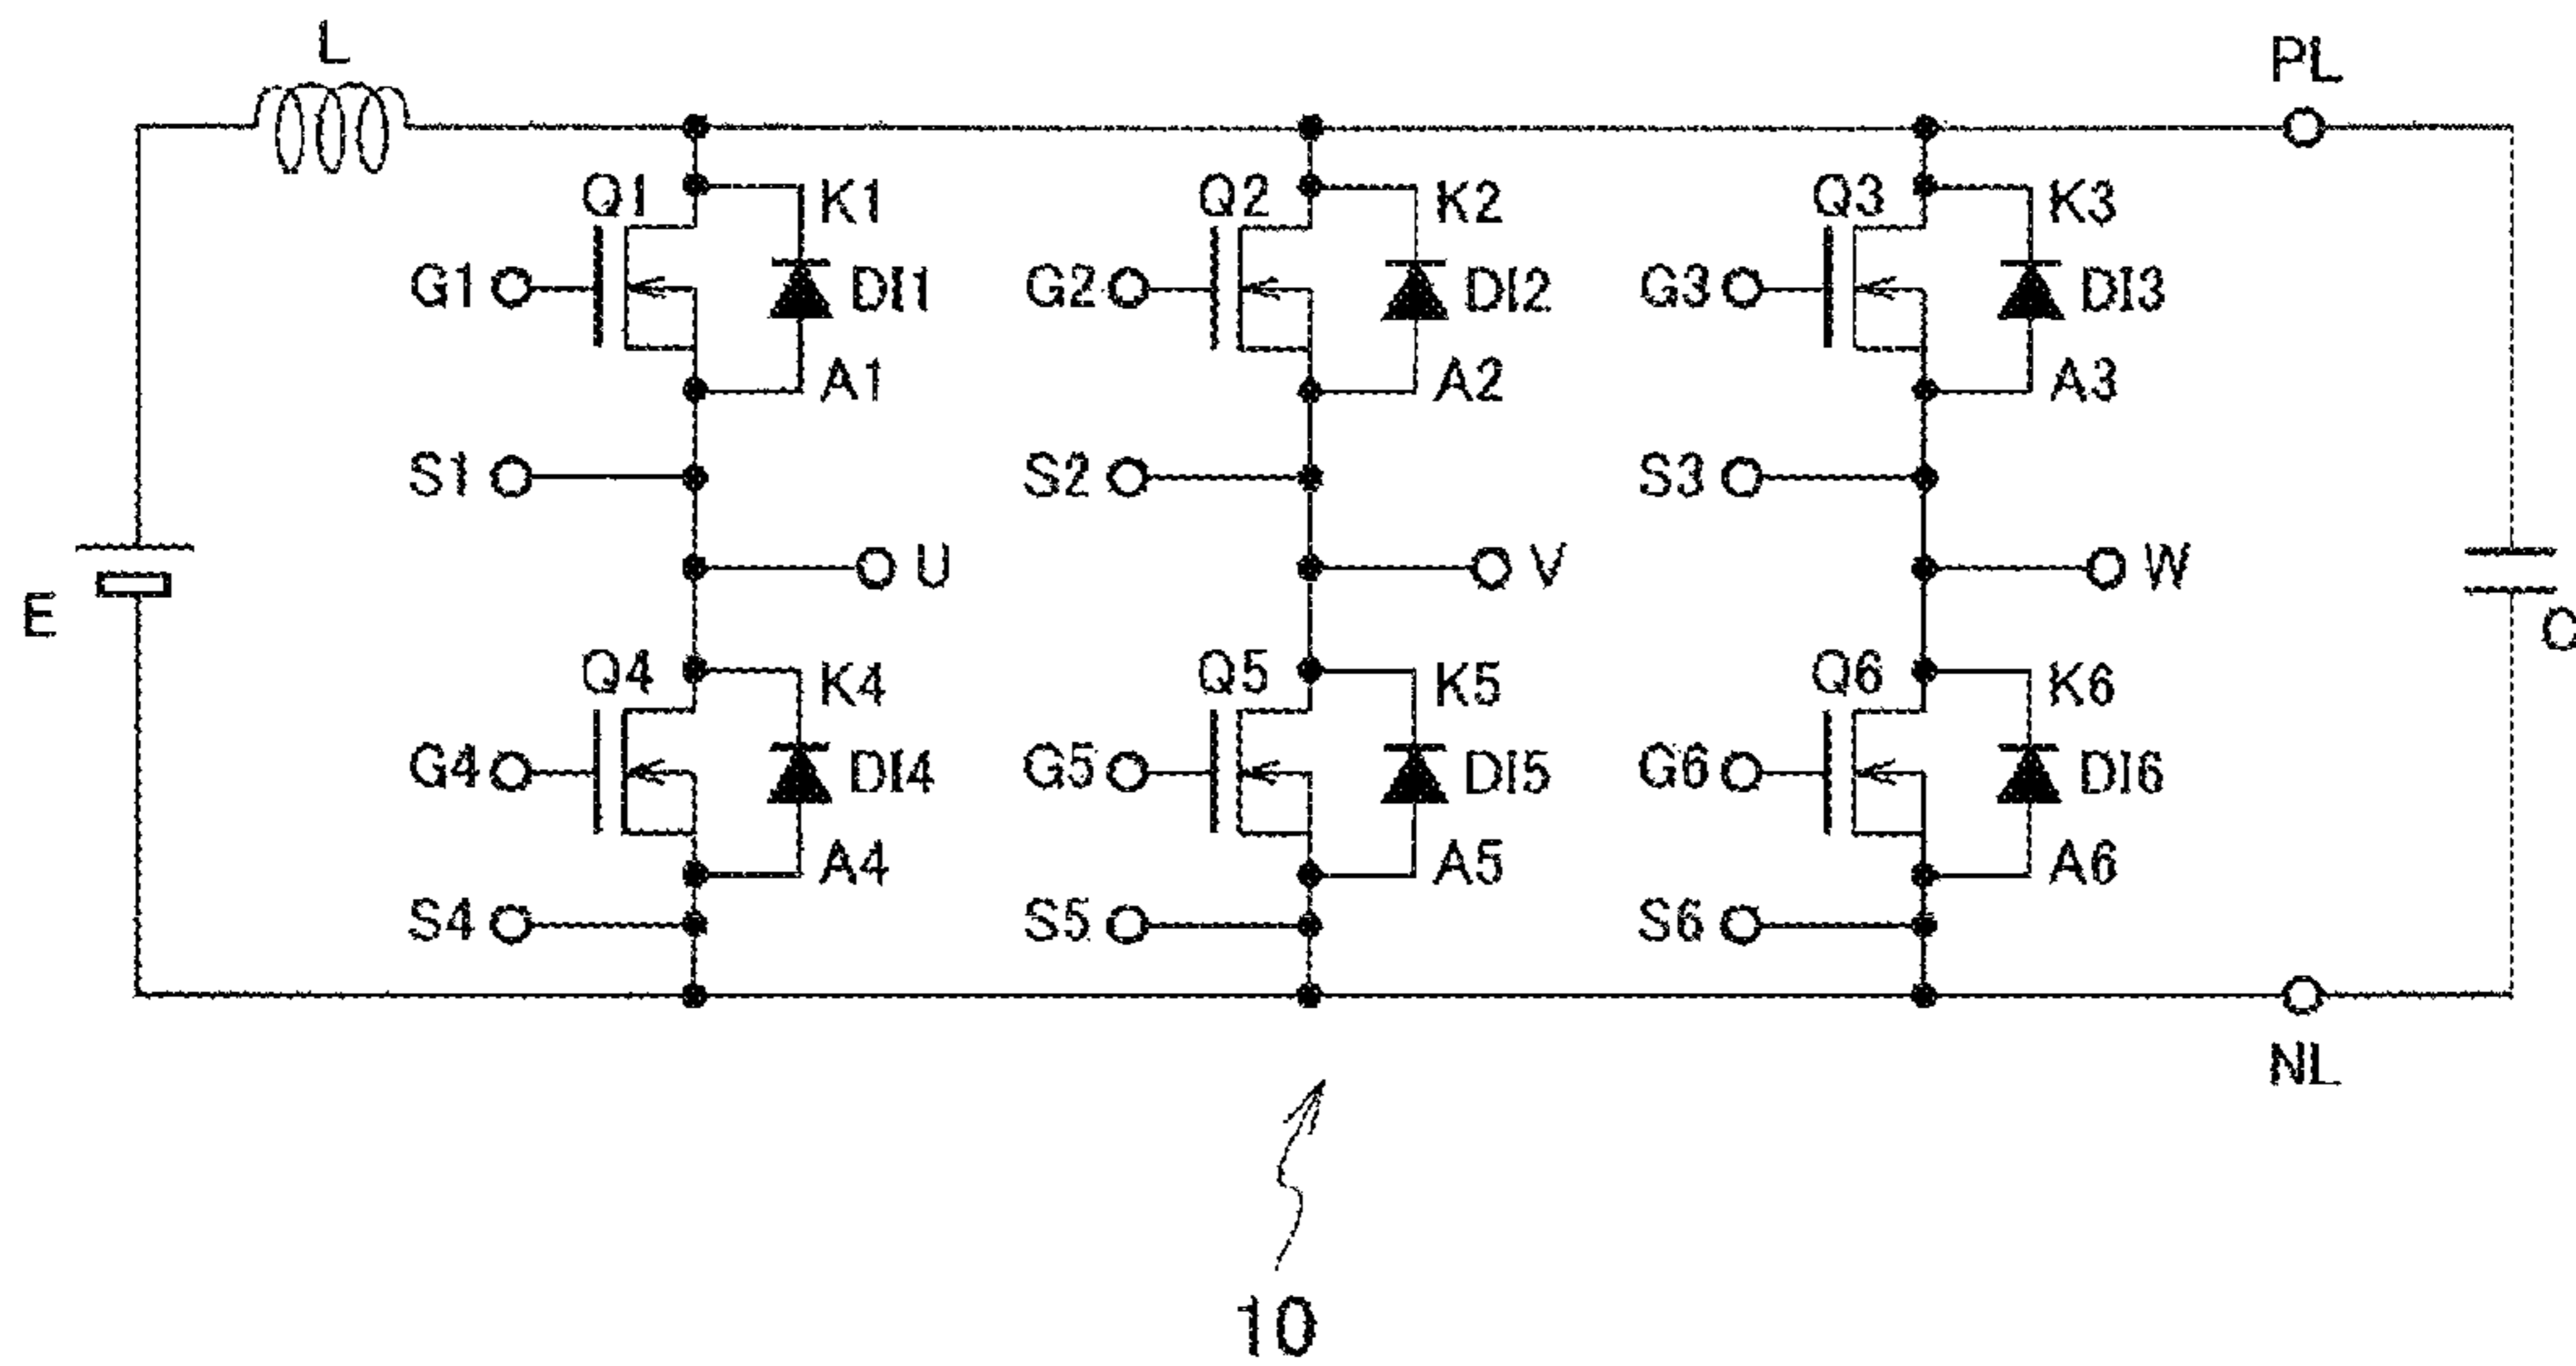 L PL
Q1 K1 Q2 K2 Q3 K3
G1 DI1 G2 DI2 G3 DI3
A1 A2 A3
S1 S2 S3
U V W
E C
Q4 K4 Q5 K5 Q6 K6
G4 DI4 G5 DI5 G6 DI6
A4 A5 A6
S4 S5 S6
NL
10